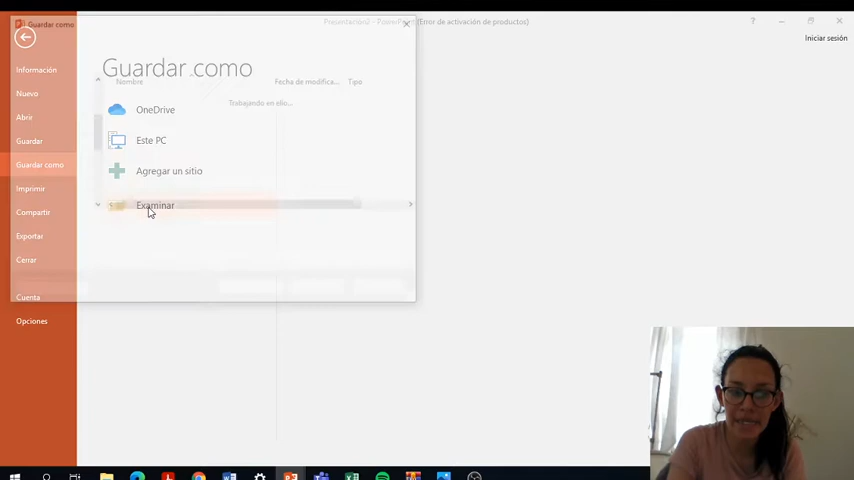 Guardar como
Presentación2 - PowerPoint (Error de activación de productos)
?
Iniciar sesión
Información
Nuevo
Abrir
Guardar
Guardar como
Imprimir
Compartir
Exportar
Cerrar
Cuenta
Opciones
Guardar como
Nombre
Fecha de modifica...
Tipo
Trabajando en ello...
OneDrive
Este PC
Agregar un sitio
Examinar